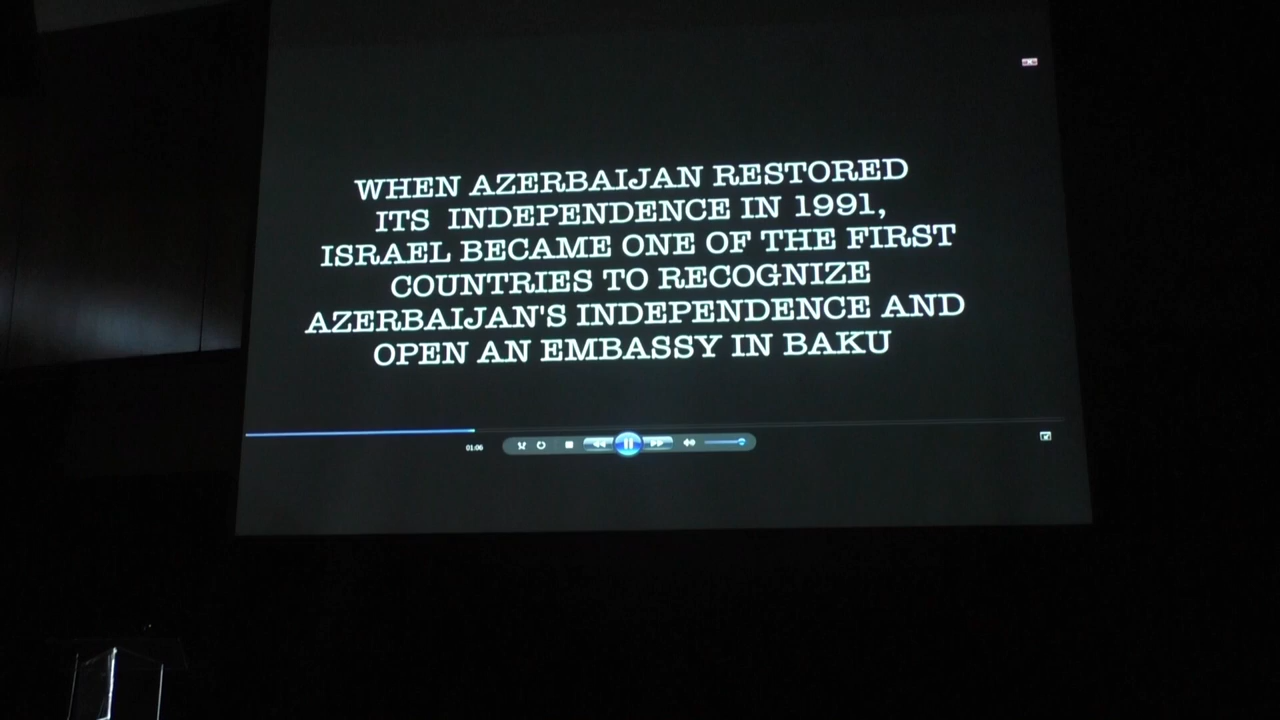 WHEN AZERBAIJAN RESTORED
ITS INDEPENDENCE IN 1991,
ISRAEL BECAME ONE OF THE FIRST
COUNTRIES TO RECOGNIZE
AZERBAIJAN'S INDEPENDENCE AND
OPEN AN EMBASSY IN BAKU
01:06